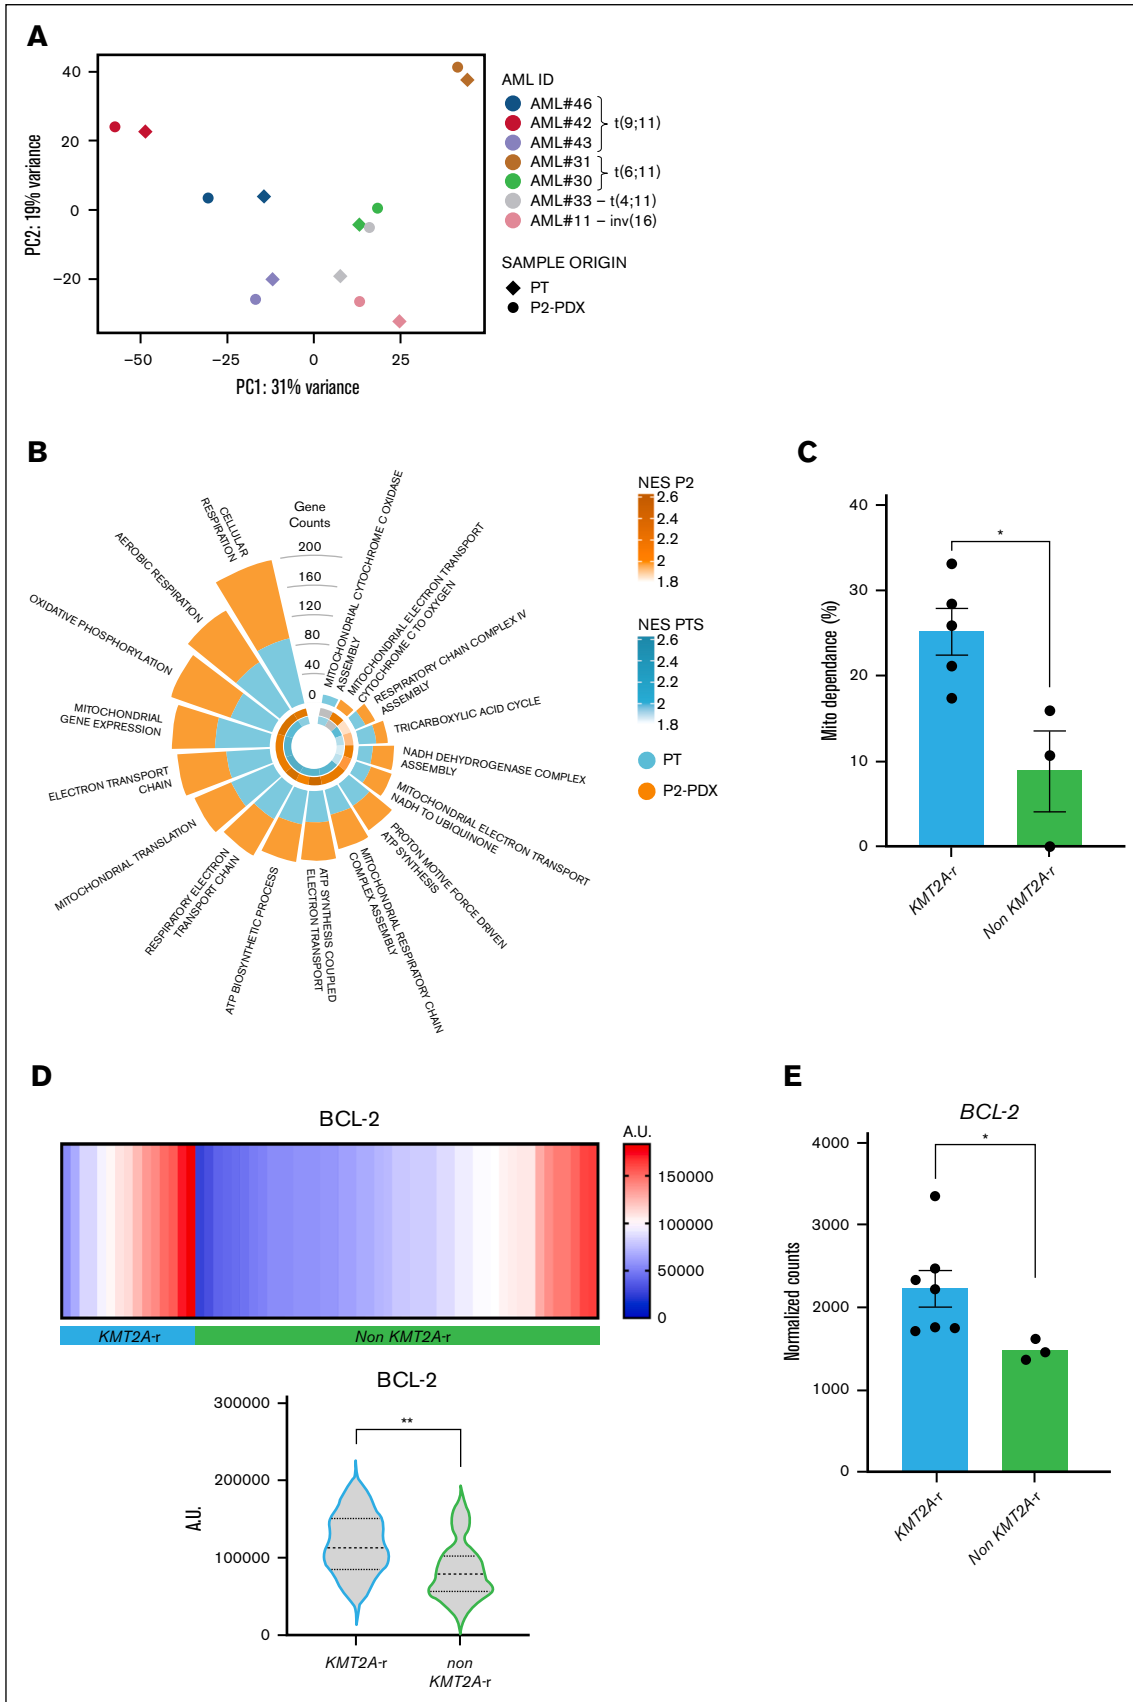 A
40
20
0
−20
PC2: 19% variance
−50
−25
0
25
PC1: 31% variance
AML ID
AML#46
AML#42
AML#43
t(9;11)
AML#31
AML#30
t(6;11)
AML#33 – t(4;11)
AML#11 – inv(16)
SAMPLE ORIGIN
PT
P2-PDX
B
Gene
Counts
200
160
120
80
40
0
MITOCHONDRIAL CYTOCHROME C OXIDASE
ASSEMBLY
MITOCHONDRIAL ELECTRON TRANSPORT
CYTOCHROME C TO OXYGEN
RESPIRATORY CHAIN COMPLEX IV
ASSEMBLY
TRICARBOXYLIC ACID CYCLE
NADH DEHYDROGENASE COMPLEX
ASSEMBLY
MITOCHONDRIAL ELECTRON TRANSPORT
NADH TO UBIQUINONE
PROTON MOTIVE FORCE DRIVEN
ATP SYNTHESIS
MITOCHONDRIAL RESPIRATORY CHAIN
COMPLEX ASSEMBLY
ATP SYNTHESIS COUPLED
ELECTRON TRANSPORT
ATP BIOSYNTHETIC PROCESS
RESPIRATORY ELECTRON
TRANSPORT CHAIN
MITOCHONDRIAL TRANSLATION
ELECTRON TRANSPORT
CHAIN
MITOCHONDRIAL
GENE EXPRESSION
OXIDATIVE PHOSPHORYLATION
AEROBIC RESPIRATION
CELLULAR
RESPIRATION
NES P2
2.6
2.4
2.2
2
1.8
NES PTS
2.6
2.4
2.2
2
1.8
PT
P2-PDX
C
40
30
20
10
0
Mito dependance (%)
*
KMT2A-r
Non KMT2A-r
D
BCL-2
A.U.
150000
100000
50000
0
KMT2A-r
Non KMT2A-r
BCL-2
300000
200000
100000
0
A.U.
**
KMT2A-r
non
KMT2A-r
E
BCL-2
4000
3000
2000
1000
0
Normalized counts
*
KMT2A-r
Non KMT2A-r